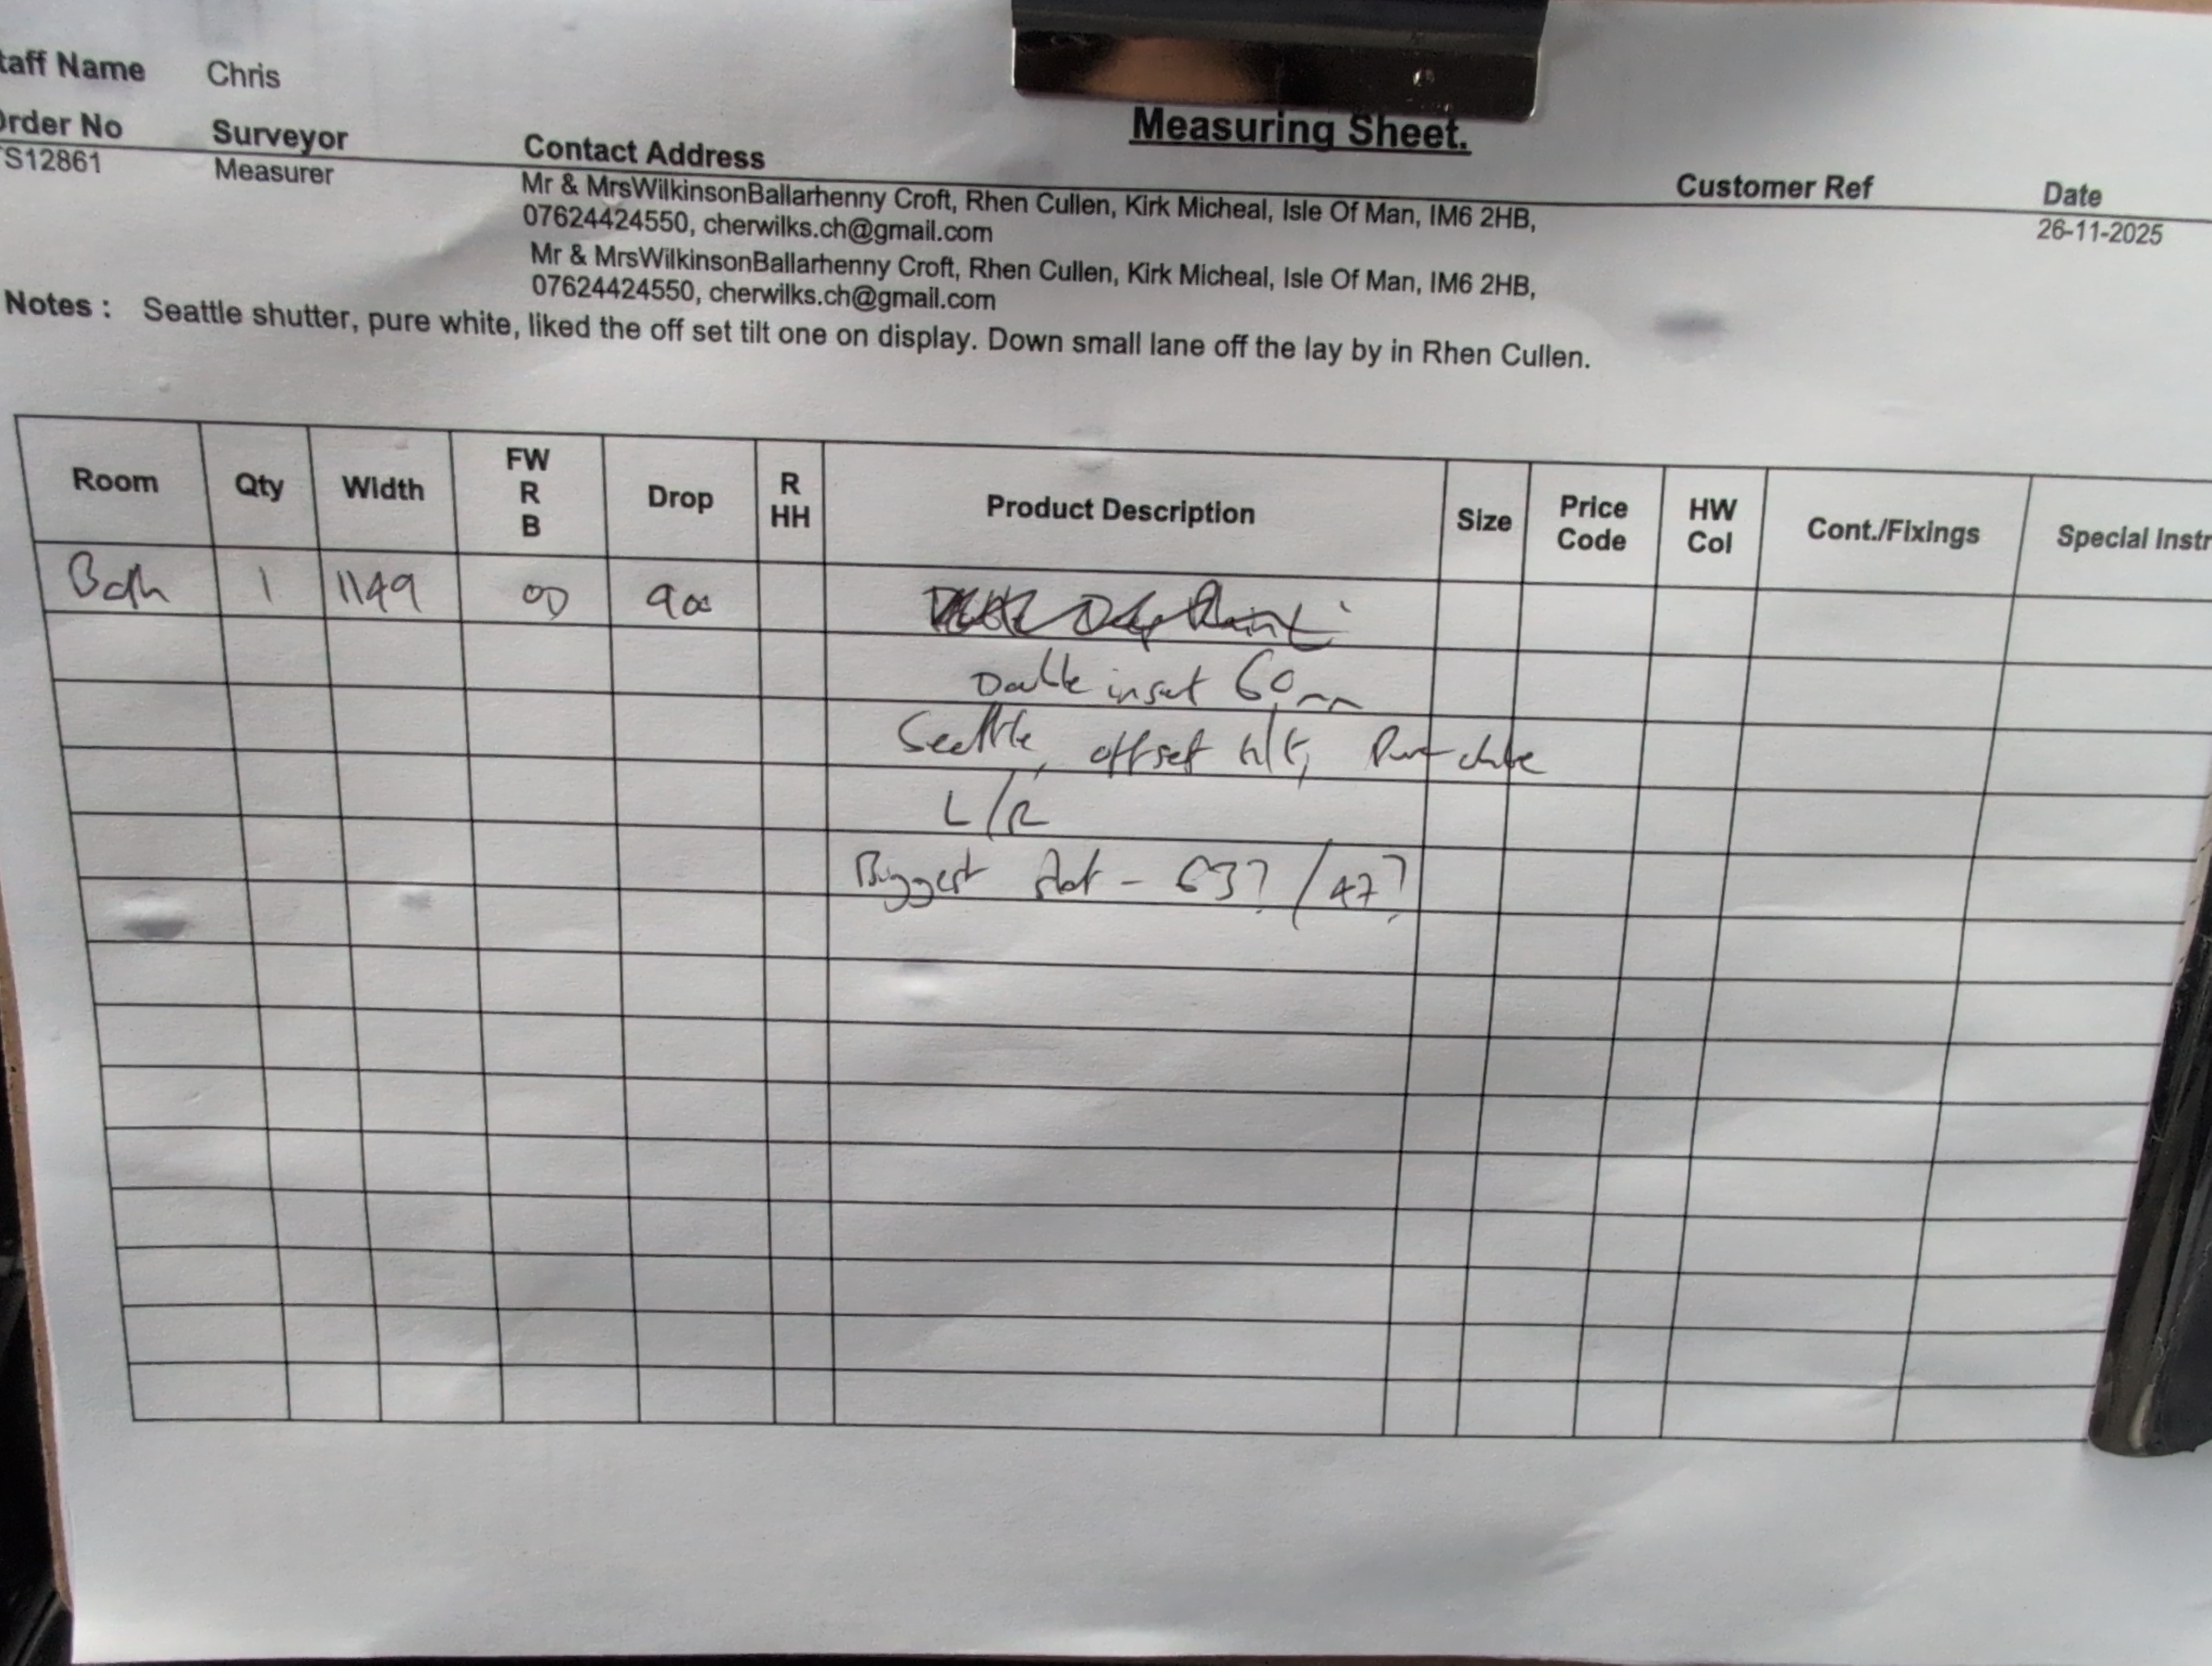 Measuring Sheet.
taff Name Chris
Order No Surveyor Contact Address Customer Ref Date
TS12861 Measurer Mr & MrsWilkinsonBallarhenny Croft, Rhen Cullen, Kirk Micheal, Isle Of Man, IM6 2HB, 26-11-2025
07624424550, cherwilks.ch@gmail.com
Mr & MrsWilkinsonBallarhenny Croft, Rhen Cullen, Kirk Micheal, Isle Of Man, IM6 2HB,
07624424550, cherwilks.ch@gmail.com
Notes : Seattle shutter, pure white, liked the off set tilt one on display. Down small lane off the lay by in Rhen Cullen.
Room Qty Width FW R B Drop R HH Product Description Size Price Code HW Col Cont./Fixings Special Instr
Bath 1 1149 OD 900
Double inset 60mm
Seattle, offset tilt, Pure white
L/R
Biggest slat - 63? / 47?